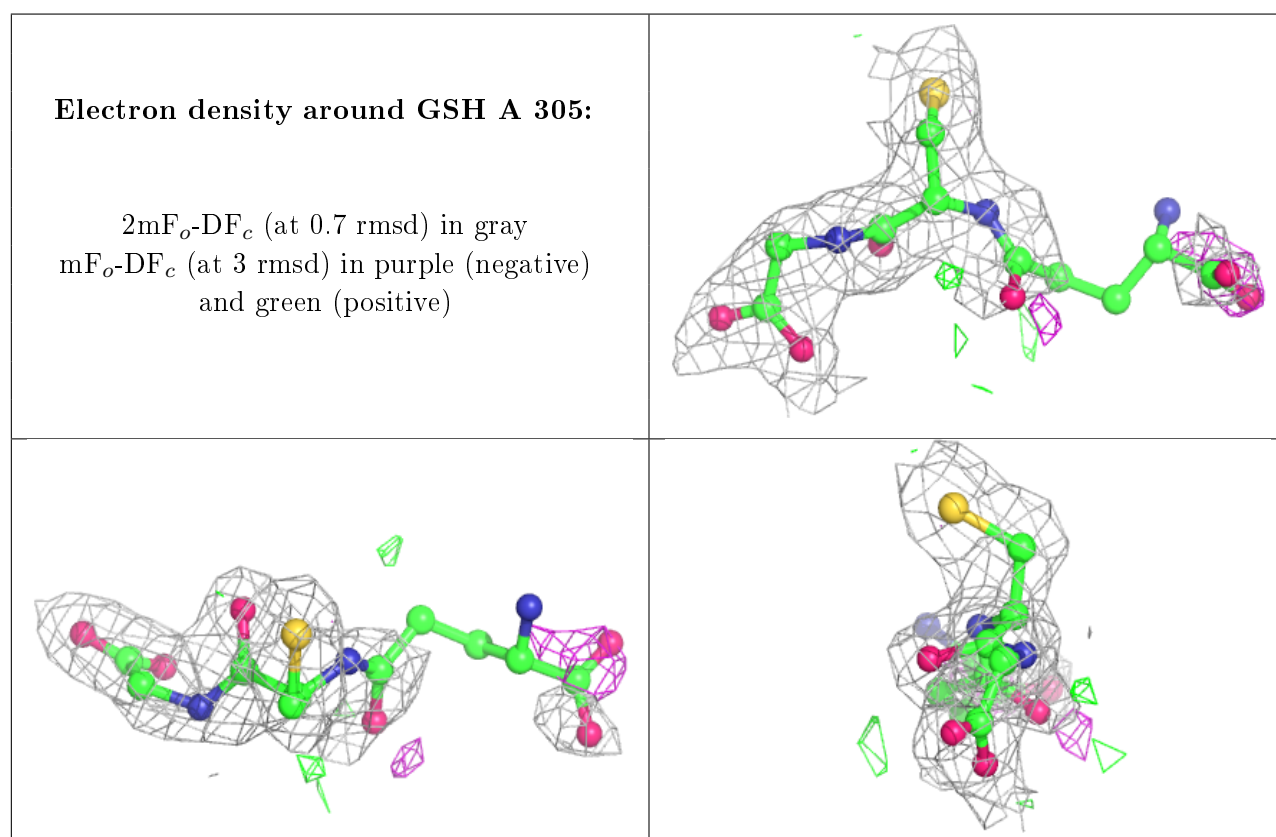 Electron density around GSH A 305:
2mFo-DFc (at 0.7 rmsd) in gray
mFo-DFc (at 3 rmsd) in purple (negative)
and green (positive)